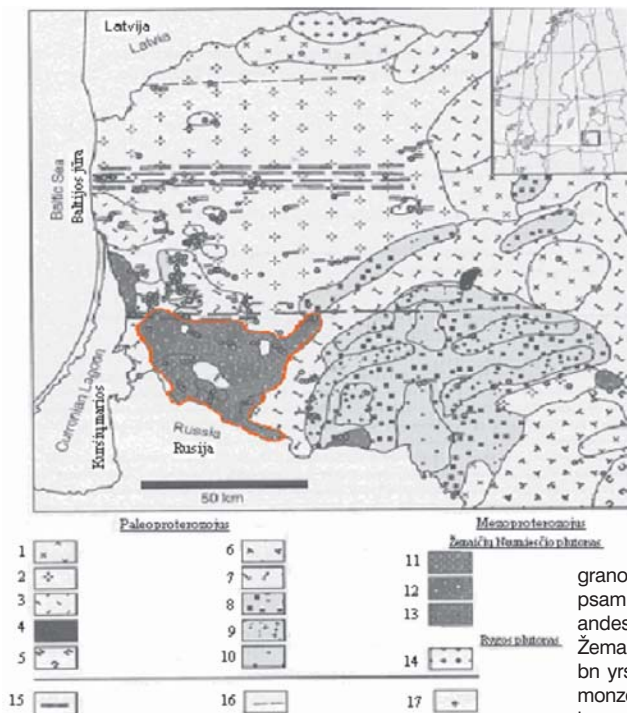 Latvija
Latvia
Baltic Sea
Baltijos jūra
Curronian Lagoon
Kuršių marios
Russia
Rusija
50 km
Paleoproterozojus
Mezoproterozojus
Žemaičių Naumiesčio plutonas
1
2
3
4
5
6
7
8
9
10
11
12
13
Rygos plutonas
14
15
16
17
grano
psam
andes
Žema
bn yrs
monzo